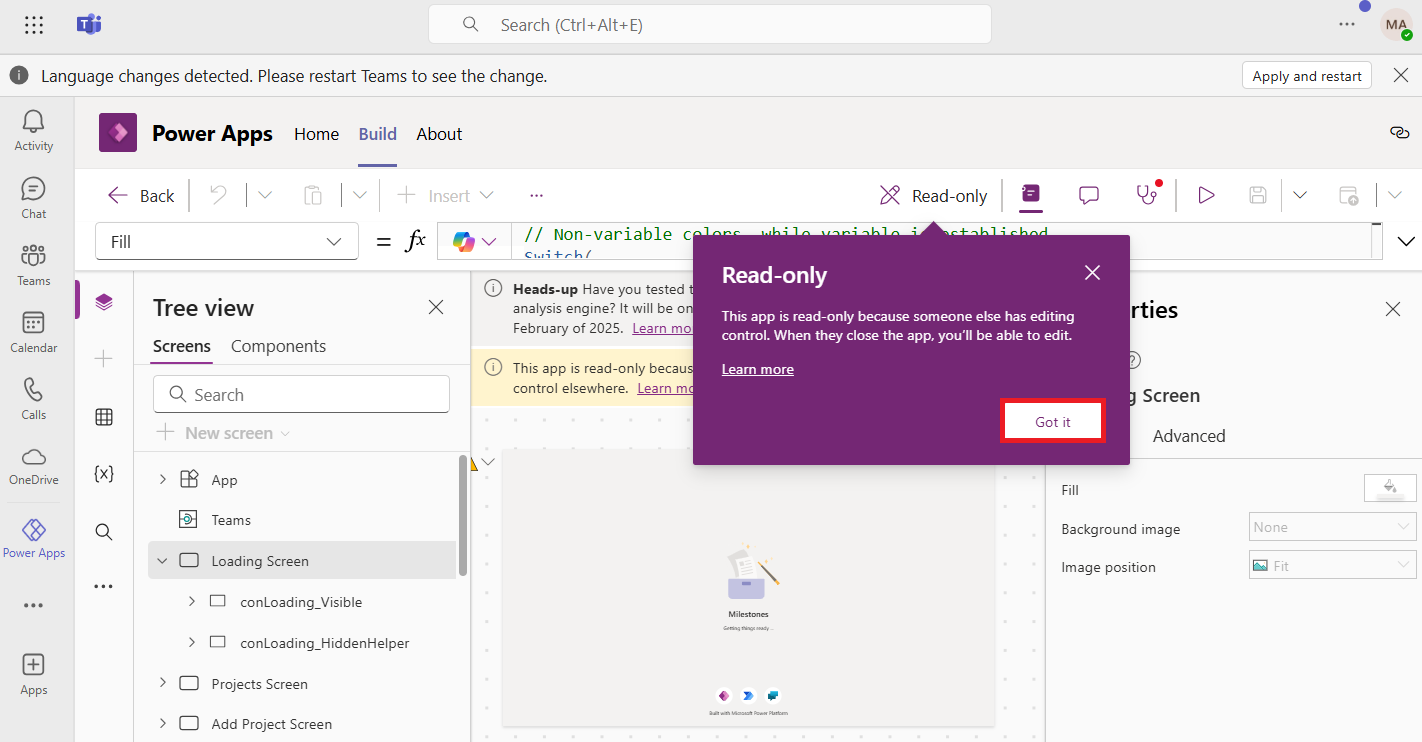 Search (Ctrl+Alt+E)
MA
Language changes detected. Please restart Teams to see the change.
Apply and restart
Activity
Chat
Teams
Calendar
Calls
OneDrive
Power Apps
Apps
Power Apps
Home
Build
About
Back
Insert
Read-only
Fill
= fx
// Non-variable colors, while variable is established
Switch(
Tree view
Screens
Components
Search
New screen
App
Teams
Loading Screen
conLoading_Visible
conLoading_HiddenHelper
Projects Screen
Add Project Screen
Heads-up Have you tested
analysis engine? It will be on
February of 2025. Learn mo
This app is read-only becaus
control elsewhere. Learn mo
Read-only
This app is read-only because someone else has editing
control. When they close the app, you’ll be able to edit.
Learn more
Got it
Milestones
Getting things ready...
Built with Microsoft Power Platform
rties
g Screen
Advanced
Fill
Background image
None
Image position
Fit